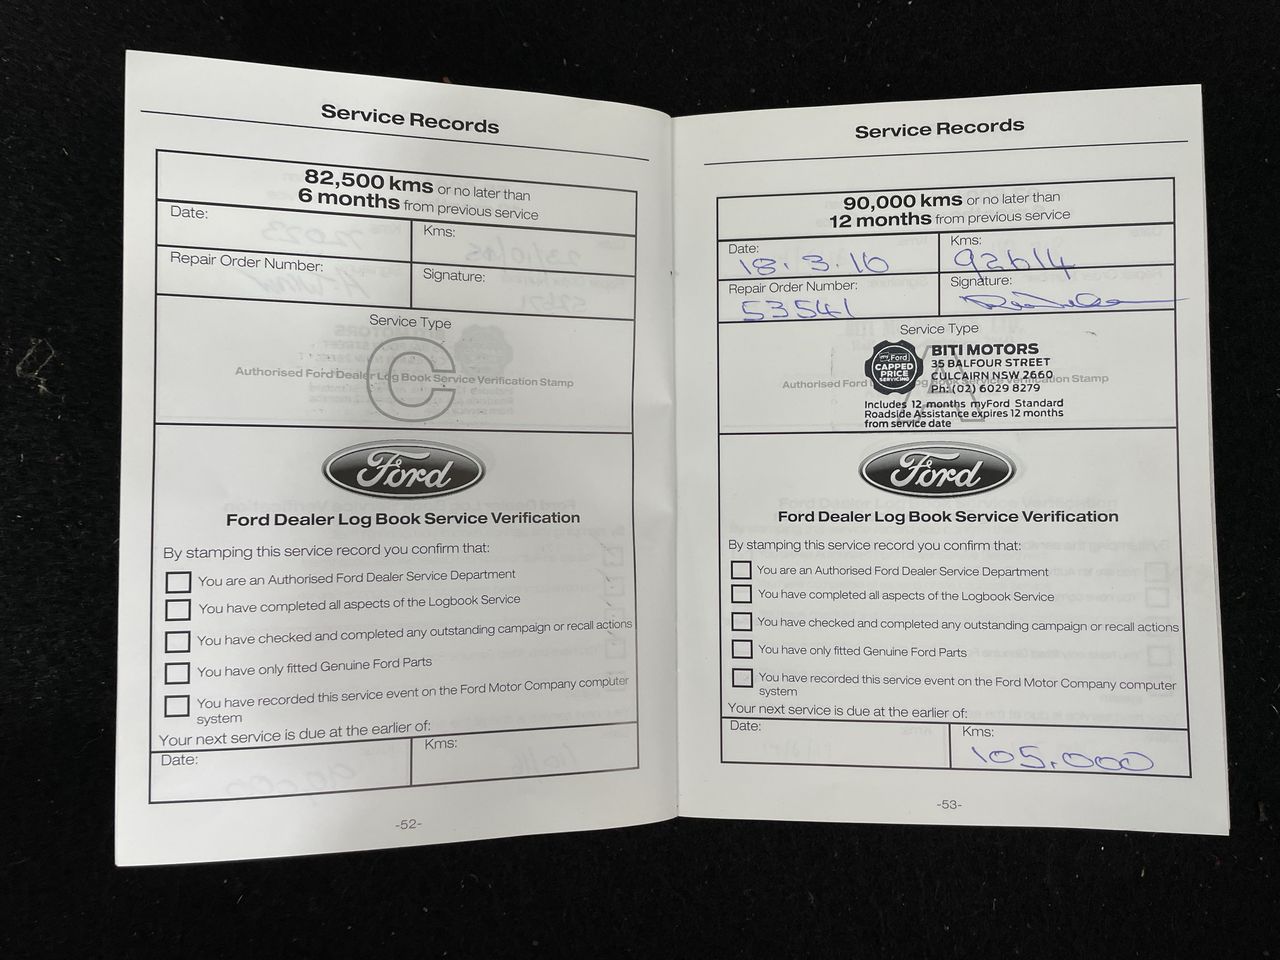 Service Records
82,500 kms or no later than
6 months from previous service
Date:
Kms:
Repair Order Number:
Signature:
Service Type
C
Authorised Ford Dealer Log Book Service Verification Stamp
Ford
Ford Dealer Log Book Service Verification
By stamping this service record you confirm that:
You are an Authorised Ford Dealer Service Department
You have completed all aspects of the Logbook Service
You have checked and completed any outstanding campaign or recall actions
You have only fitted Genuine Ford Parts
You have recorded this service event on the Ford Motor Company computer
system
Your next service is due at the earlier of:
Date:
Kms:
-52-
Service Records
90,000 kms or no later than
12 months from previous service
Date:
18.3.16
Kms:
92614
Repair Order Number:
53541
Signature:
Service Type
A
my Ford
CAPPED
PRICE
SERVICING
BITI MOTORS
35 BALFOUR STREET
CULCAIRN NSW 2660
Ph: (02) 6029 8279
Authorised Ford Log Book Service Verification Stamp
Includes 12 months myFord Standard
Roadside Assistance expires 12 months
from service date
Ford
Ford Dealer Log Book Service Verification
By stamping this service record you confirm that:
You are an Authorised Ford Dealer Service Department
You have completed all aspects of the Logbook Service
You have checked and completed any outstanding campaign or recall actions
You have only fitted Genuine Ford Parts
You have recorded this service event on the Ford Motor Company computer
system
Your next service is due at the earlier of:
Date:
Kms:
105,000
-53-